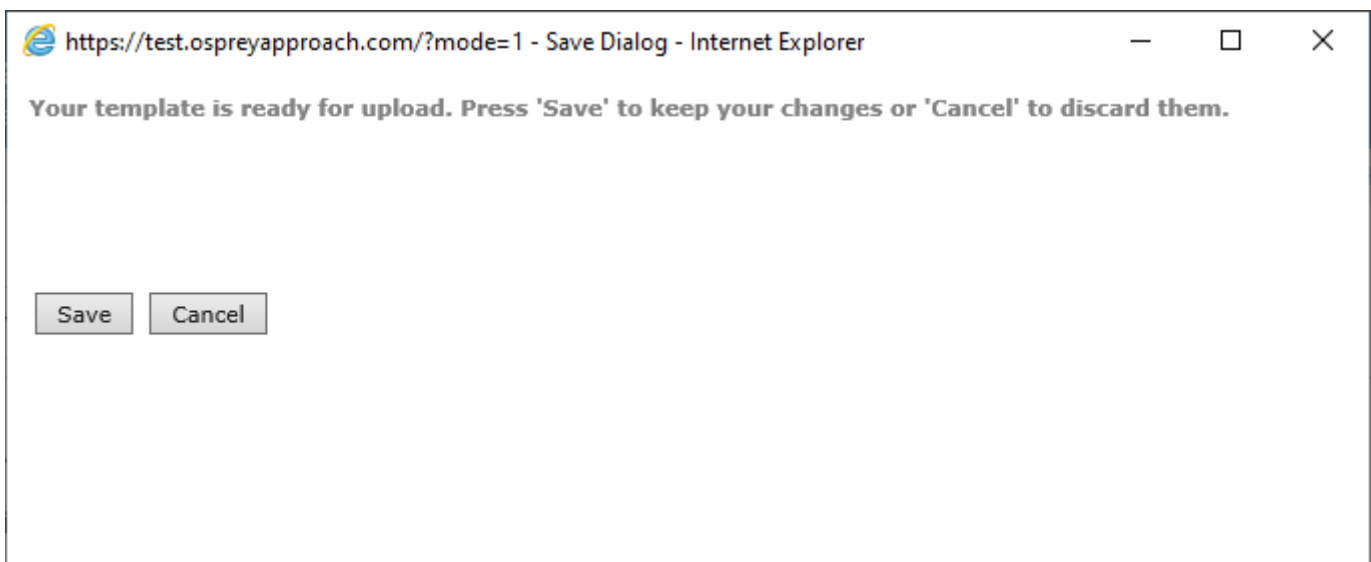 https://test.ospreyapproach.com/?mode=1 - Save Dialog - Internet Explorer
Your template is ready for upload. Press 'Save' to keep your changes or 'Cancel' to discard them.
Save Cancel